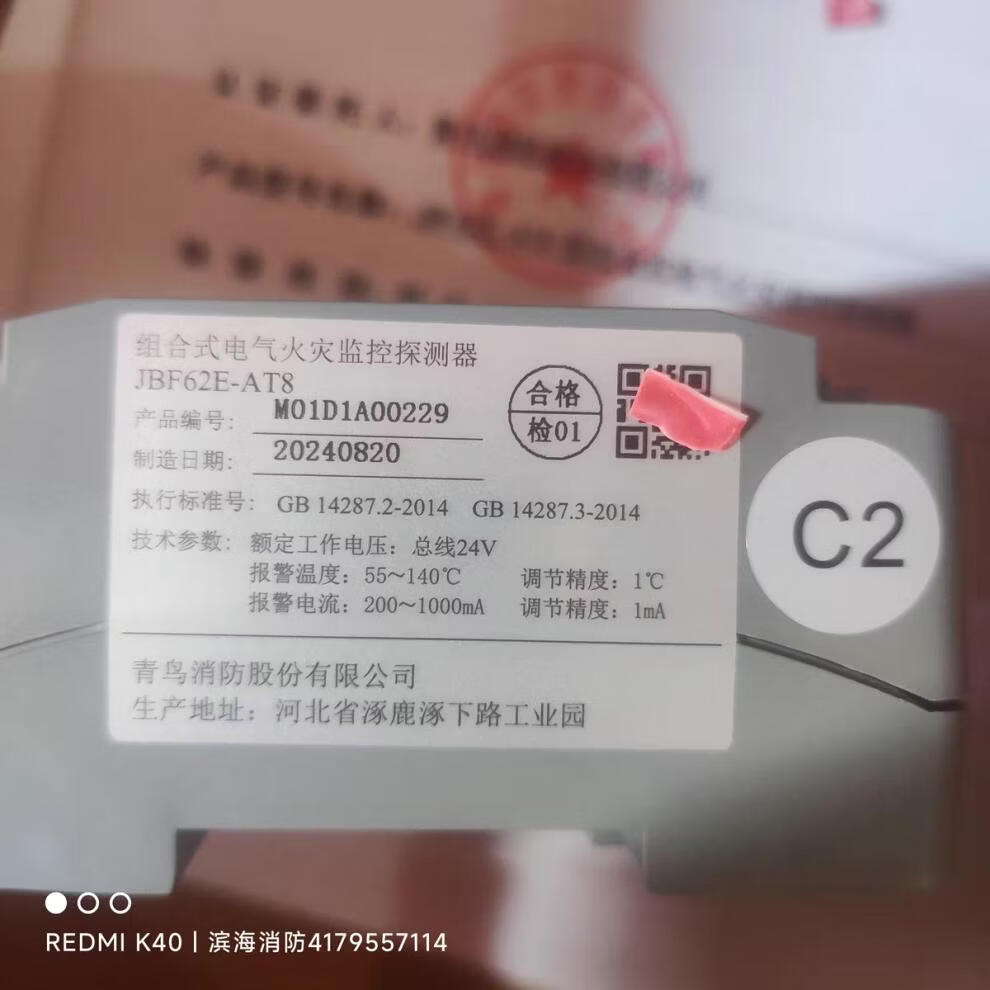 组合式电气火灾监控探测器
JBF62E-AT8
产品编号： M01D1A00229
制造日期： 20240820
合格
检01
执行标准号： GB 14287.2-2014 GB 14287.3-2014
技术参数： 额定工作电压：总线24V
报警温度：55～140℃ 调节精度：1℃
报警电流：200～1000mA 调节精度：1mA
青鸟消防股份有限公司
生产地址：河北省涿鹿涿下路工业园
C2
REDMI K40 | 滨海消防4179557114